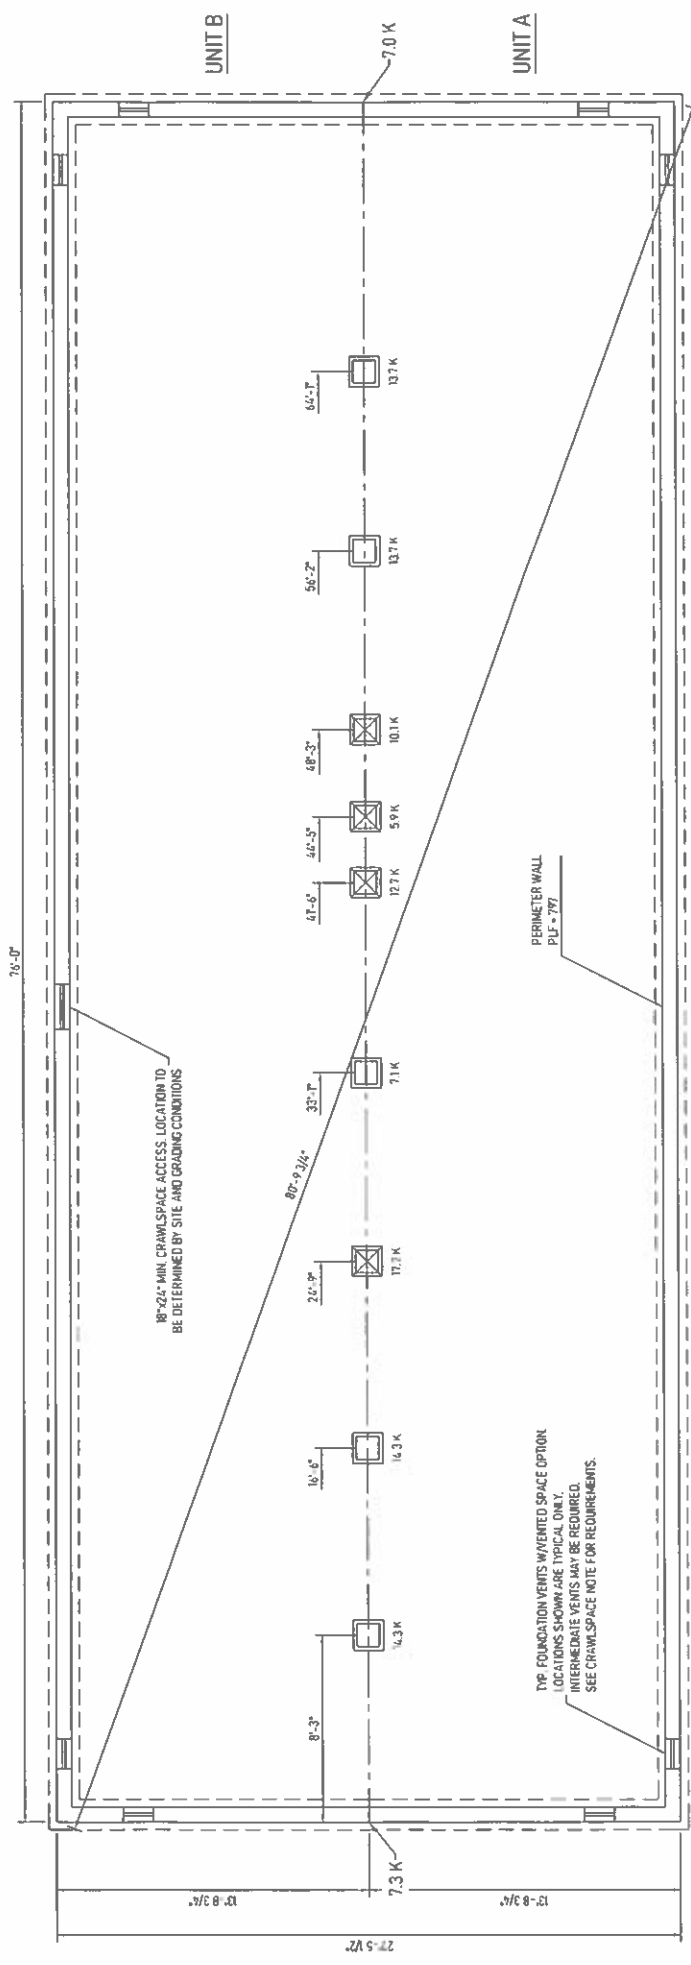 UNIT B
UNIT A
7.0 K
76'-0"
64'-1"
13.7 K
56'-2"
13.7 K
48'-3"
10.1 K
44'-5"
5.9 K
41'-6"
12.7 K
33'-1"
7.1 K
24'-9"
16'-6"
14.3 K
8'-3"
14.3 K
7.3 K
80'-9 3/4"
18"x24" MIN. CRAWLSPACE ACCESS. LOCATION TO
BE DETERMINED BY SITE AND GRADING CONDITIONS
PERIMETER WALL
PLF = 797
TYP. FOUNDATION VENTS W/VENTED SPACE OPTION.
LOCATIONS SHOWN ARE TYPICAL ONLY.
INTERMEDIATE VENTS MAY BE REQUIRED.
SEE CRAWLSPACE NOTE FOR REQUIREMENTS.
13'-8 3/4"
13'-8 3/4"
27'-5 1/2"